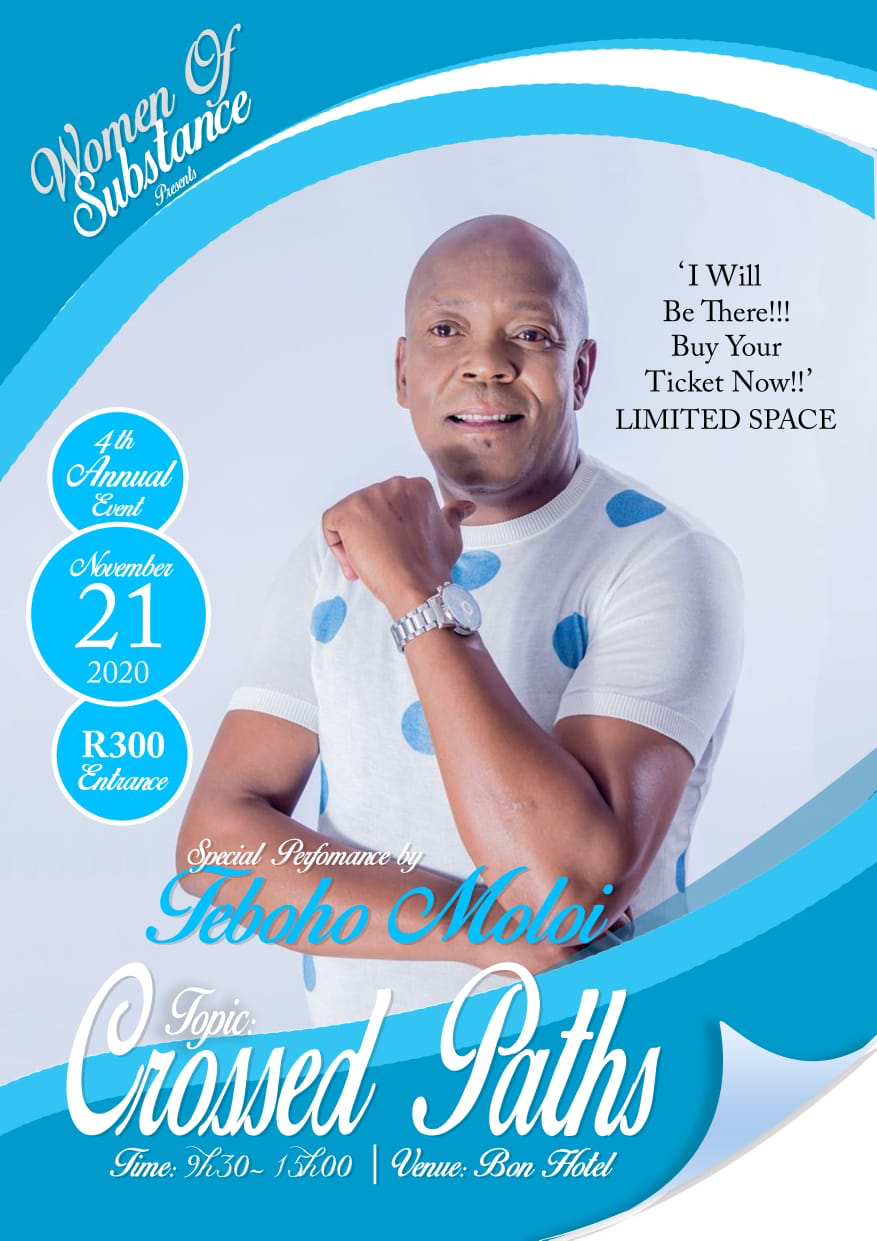 Women Of
Substance
Presents
'I Will
Be There!!!
Buy Your
Ticket Now!!'
LIMITED SPACE
4th
Annual
Event
November
21
2020
R300
Entrance
Special Perfomance by
Teboho Moloi
Topic:
Crossed Paths
Time: 9h30~ 15h00 | Venue: Bon Hotel